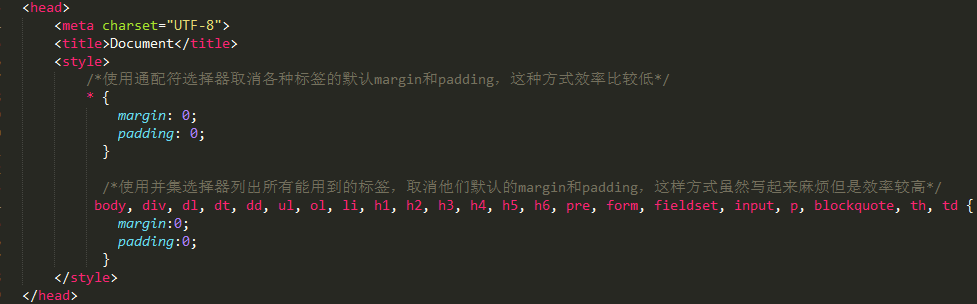 <head>
<meta charset="UTF-8">
<title>Document</title>
<style>
/*使用通配符选择器取消各种标签的默认margin和padding，这种方式效率比较低*/
* {
margin: 0;
padding: 0;
}
/*使用并集选择器列出所有能用到的标签，取消他们默认的margin和padding，这样方式虽然写起来麻烦但是效率较高*/
body, div, dl, dt, dd, ul, ol, li, h1, h2, h3, h4, h5, h6, pre, form, fieldset, input, p, blockquote, th, td {
margin:0;
padding:0;
}
</style>
</head>